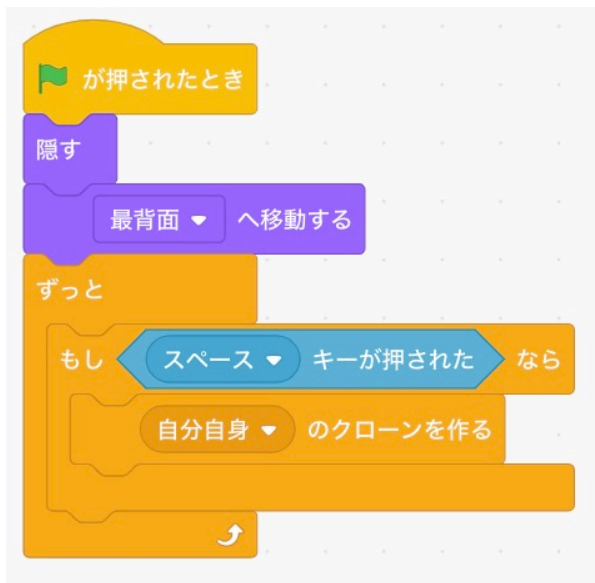 が押されたとき
隠す
最背面 へ移動する
ずっと
もし スペース キーが押された なら
自分自身 のクローンを作る